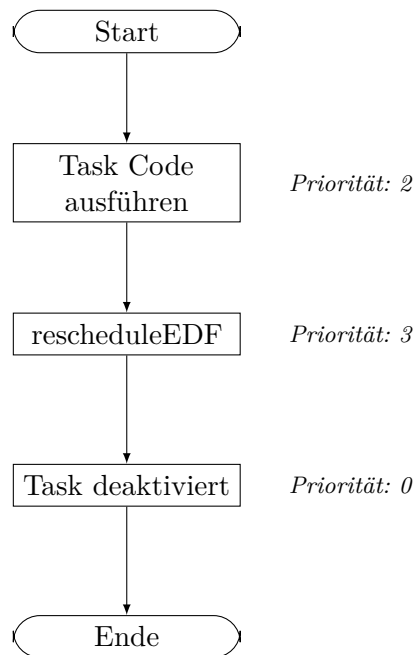 Start
Task Code
ausführen
Priorität: 2
rescheduleEDF
Priorität: 3
Task deaktiviert
Priorität: 0
Ende